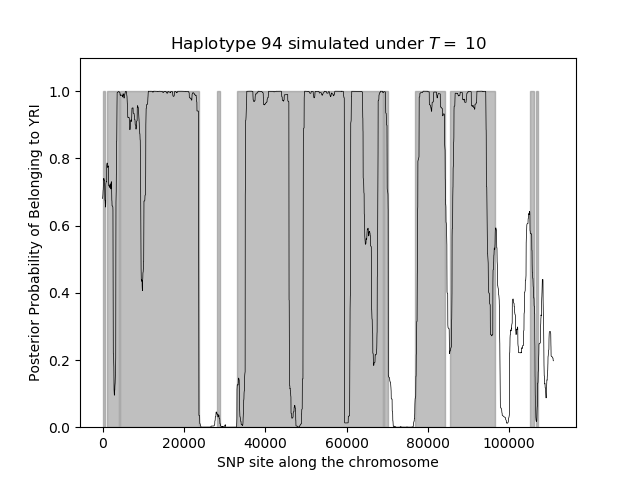 Haplotype 94 simulated under T = 10
Posterior Probability of Belonging to YRI
1.0
0.8
0.6
0.4
0.2
0.0
0 20000 40000 60000 80000 100000
SNP site along the chromosome